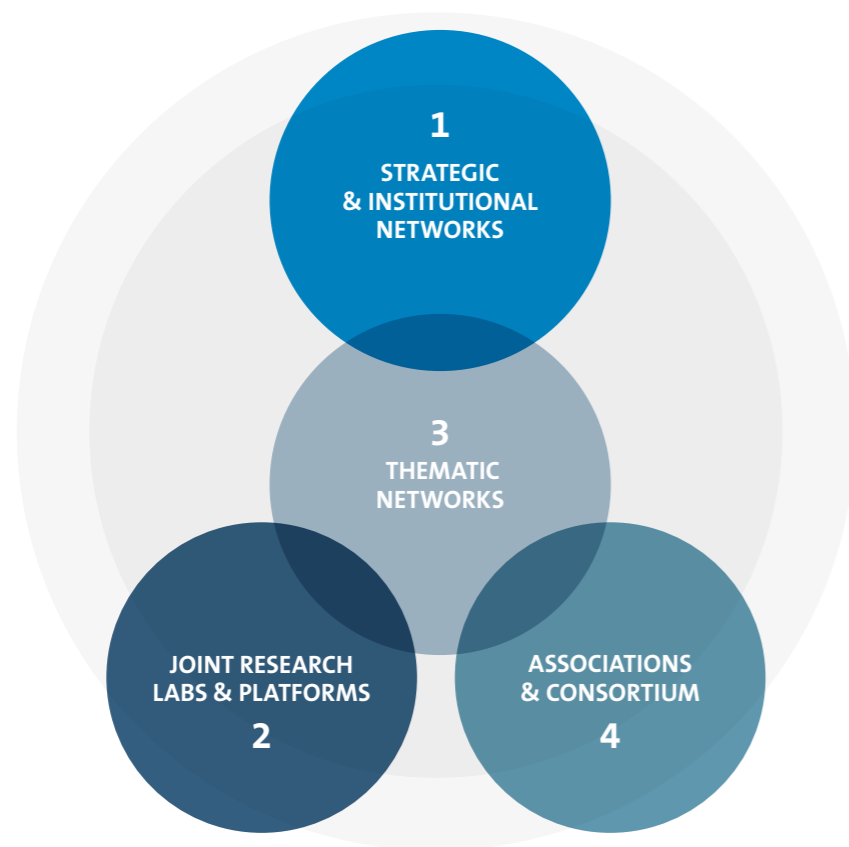 1
STRATEGIC
& INSTITUTIONAL
NETWORKS
3
THEMATIC
NETWORKS
JOINT RESEARCH
LABS & PLATFORMS
2
ASSOCIATIONS
& CONSORTIUM
4